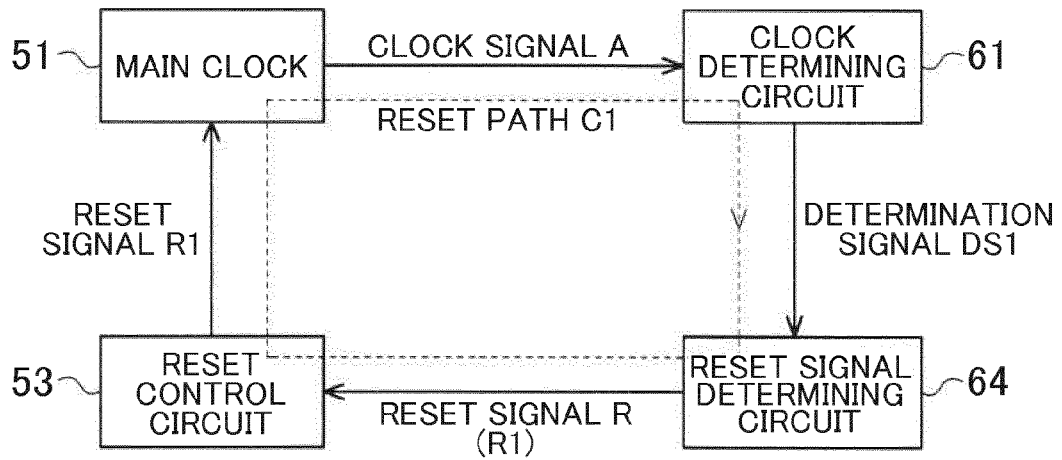 51
MAIN CLOCK
CLOCK SIGNAL A
CLOCK
DETERMINING
CIRCUIT
61
RESET PATH C1
RESET
SIGNAL R1
DETERMINATION
SIGNAL DS1
53
RESET
CONTROL
CIRCUIT
RESET SIGNAL R
(R1)
RESET SIGNAL
DETERMINING
CIRCUIT
64